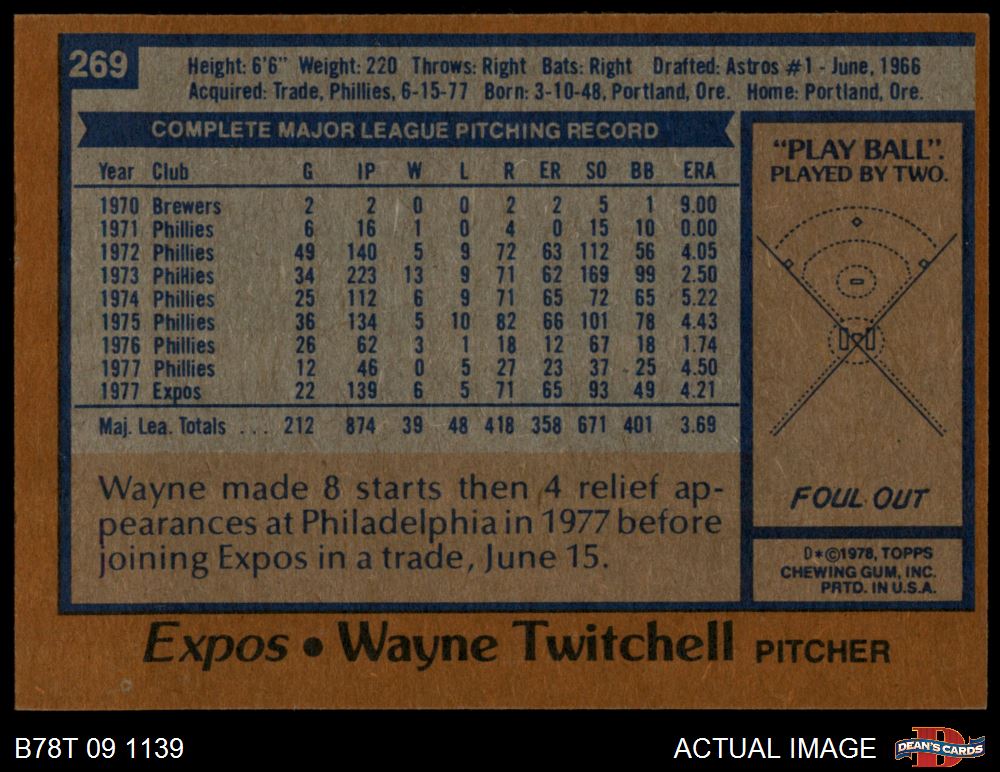 269
Height: 6'6" Weight: 220 Throws: Right Bats: Right Drafted: Astros #1 - June, 1966
Acquired: Trade, Phillies, 6-15-77 Born: 3-10-48, Portland, Ore. Home: Portland, Ore.
COMPLETE MAJOR LEAGUE PITCHING RECORD
Year Club G IP W L R ER SO BB ERA
1970 Brewers 2 2 0 0 2 2 5 1 9.00
1971 Phillies 6 16 1 0 4 0 15 10 0.00
1972 Phillies 49 140 5 9 72 63 112 56 4.05
1973 Phillies 34 223 13 9 71 62 169 99 2.50
1974 Phillies 25 112 6 9 71 65 72 65 5.22
1975 Phillies 36 134 5 10 82 66 101 78 4.43
1976 Phillies 26 62 3 1 18 12 67 18 1.74
1977 Phillies 12 46 0 5 27 23 37 25 4.50
1977 Expos 22 139 6 5 71 65 93 49 4.21
Maj. Lea. Totals ... 212 874 39 48 418 358 671 401 3.69
Wayne made 8 starts then 4 relief ap-
pearances at Philadelphia in 1977 before
joining Expos in a trade, June 15.
"PLAY BALL".
PLAYED BY TWO.
FOUL OUT
D*©1978, TOPPS
CHEWING GUM, INC.
PRTD. IN U.S.A.
Expos • Wayne Twitchell PITCHER
B78T 09 1139
ACTUAL IMAGE
DEAN'S CARDS